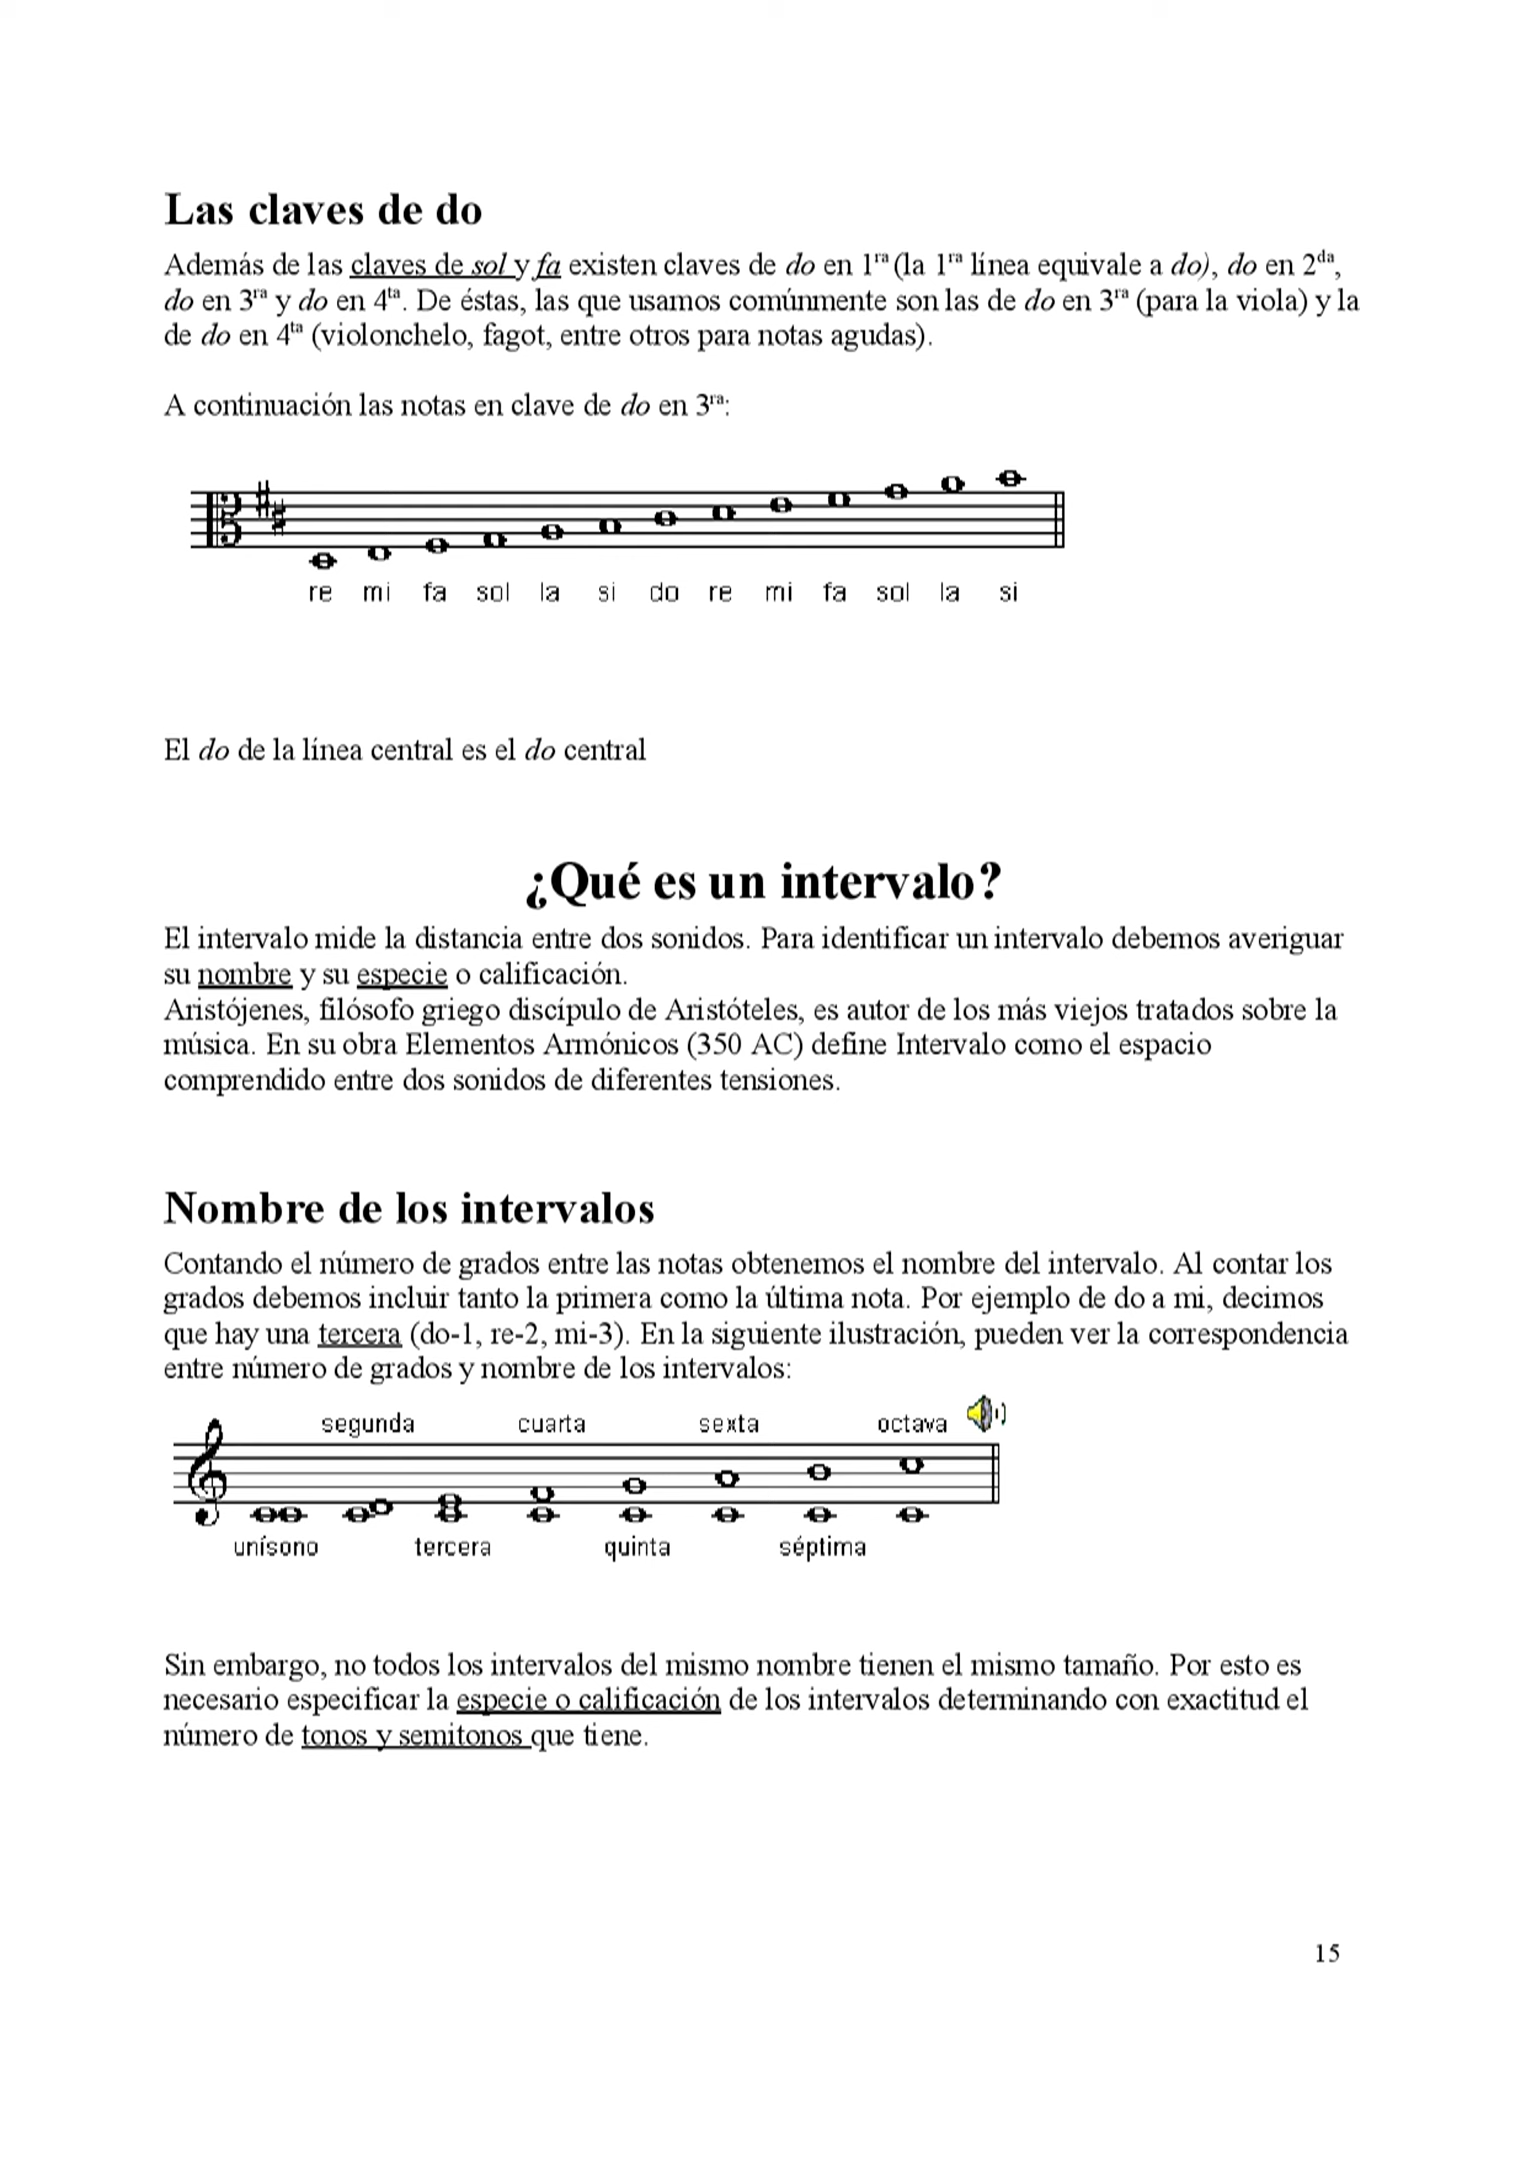 Las claves de do
Además de las claves de sol y fa existen claves de do en 1ra (la 1ra línea equivale a do), do en 2da,
do en 3ra y do en 4ta. De éstas, las que usamos comúnmente son las de do en 3ra (para la viola) y la
de do en 4ta (violonchelo, fagot, entre otros para notas agudas).
A continuación las notas en clave de do en 3ra:
re mi fa sol la si do re mi fa sol la si
El do de la línea central es el do central
¿Qué es un intervalo?
El intervalo mide la distancia entre dos sonidos. Para identificar un intervalo debemos averiguar
su nombre y su especie o calificación.
Aristójenes, filósofo griego discípulo de Aristóteles, es autor de los más viejos tratados sobre la
música. En su obra Elementos Armónicos (350 AC) define Intervalo como el espacio
comprendido entre dos sonidos de diferentes tensiones.
Nombre de los intervalos
Contando el número de grados entre las notas obtenemos el nombre del intervalo. Al contar los
grados debemos incluir tanto la primera como la última nota. Por ejemplo de do a mi, decimos
que hay una tercera (do-1, re-2, mi-3). En la siguiente ilustración, pueden ver la correspondencia
entre número de grados y nombre de los intervalos:
segunda cuarta sexta octava
unísono tercera quinta séptima
Sin embargo, no todos los intervalos del mismo nombre tienen el mismo tamaño. Por esto es
necesario especificar la especie o calificación de los intervalos determinando con exactitud el
número de tonos y semitonos que tiene.
15